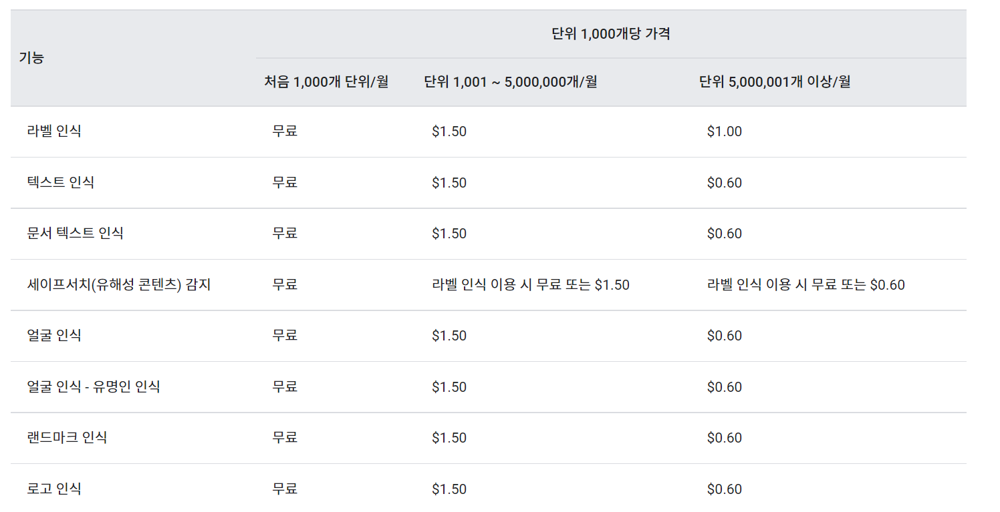 단위 1,000개당 가격
기능
처음 1,000개 단위/월 단위 1,001 ~ 5,000,000개/월 단위 5,000,001개 이상/월
라벨 인식 무료 $1.50 $1.00
텍스트 인식 무료 $1.50 $0.60
문서 텍스트 인식 무료 $1.50 $0.60
세이프서치(유해성 콘텐츠) 감지 무료 라벨 인식 이용 시 무료 또는 $1.50 라벨 인식 이용 시 무료 또는 $0.60
얼굴 인식 무료 $1.50 $0.60
얼굴 인식 - 유명인 인식 무료 $1.50 $0.60
랜드마크 인식 무료 $1.50 $0.60
로고 인식 무료 $1.50 $0.60